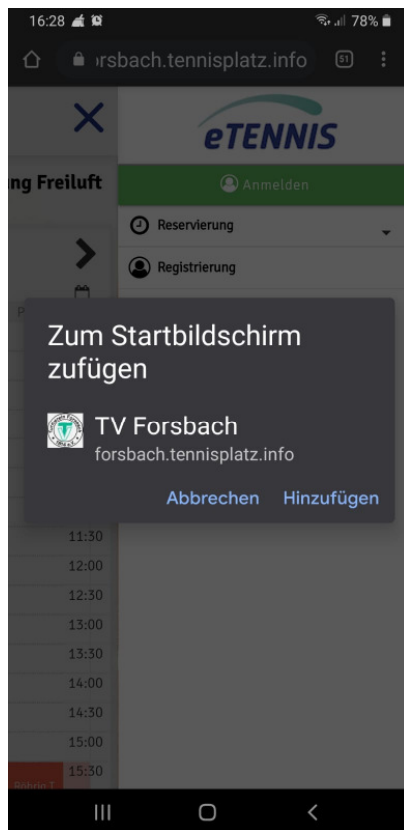 16:28
78%
orsbach.tennisplatz.info
51
eTENNIS
ng Freiluft
Anmelden
Reservierung
Registrierung
P
Zum Startbildschirm
zufügen
TV Forsbach
forsbach.tennisplatz.info
Abbrechen Hinzufügen
11:30
12:00
12:30
13:00
13:30
14:00
14:30
15:00
15:30